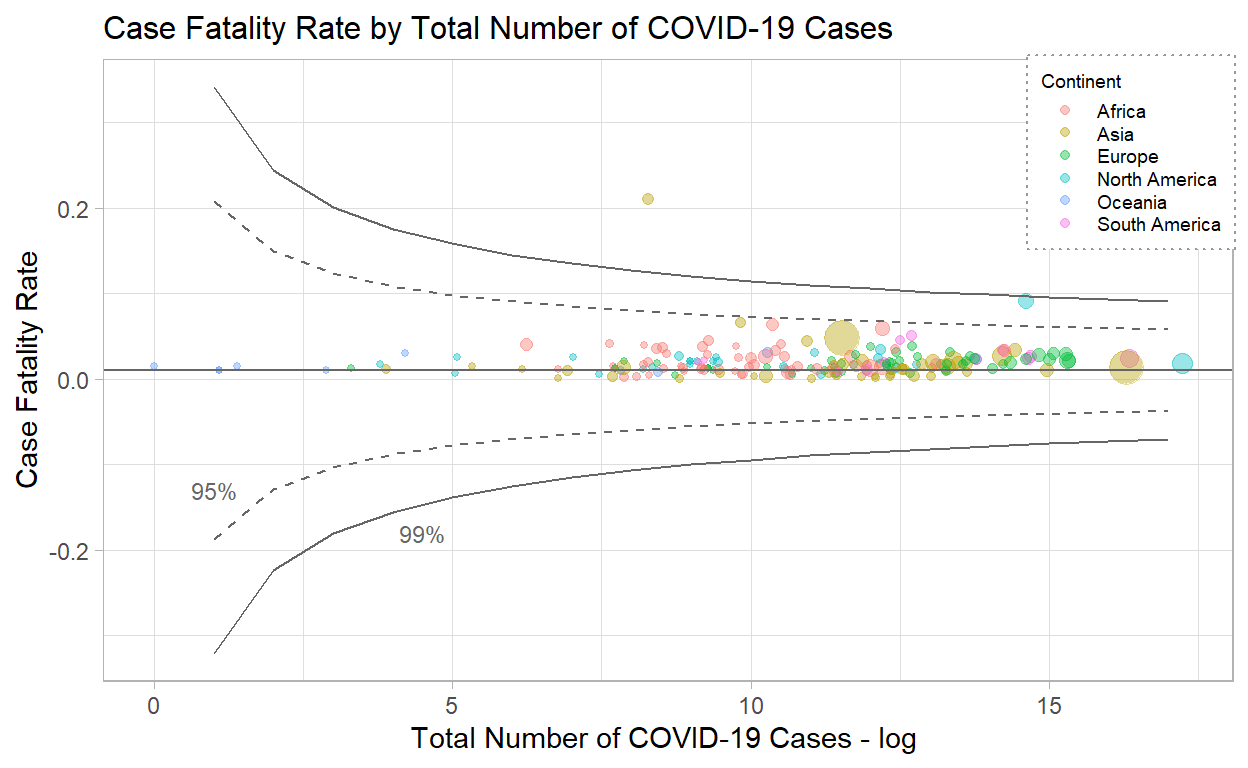 Case Fatality Rate by Total Number of COVID-19 Cases
Continent
Africa
Asia
Europe
North America
Oceania
South America
Case Fatality Rate
0.2
0.0
-0.2
95%
99%
0
5
10
15
Total Number of COVID-19 Cases - log